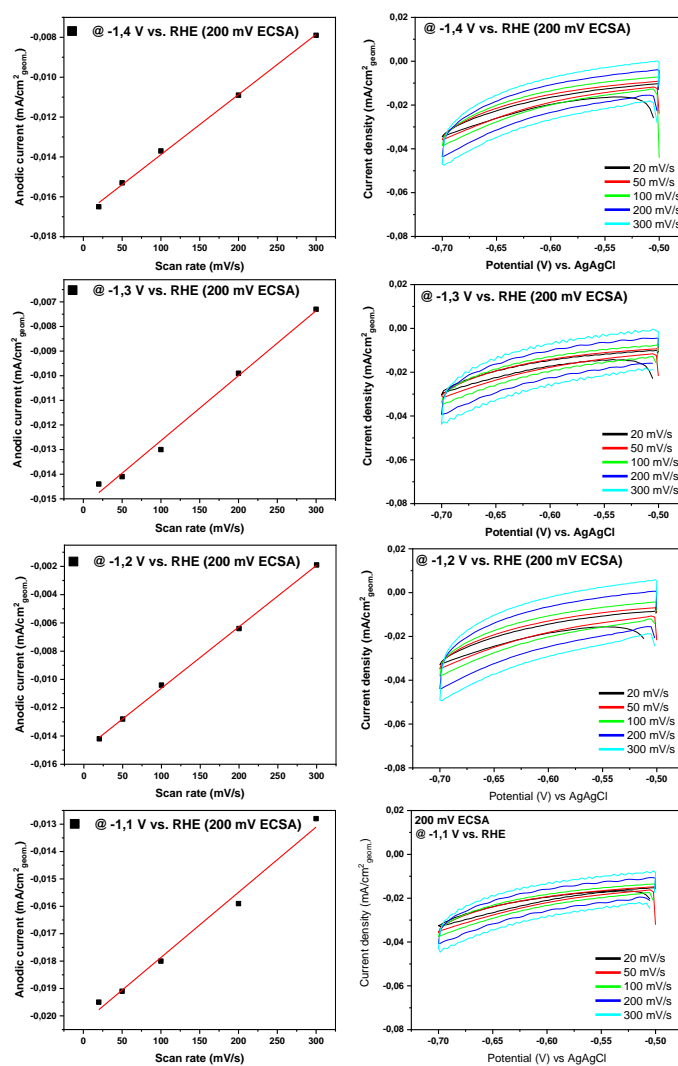 @ -1,4 V vs. RHE (200 mV ECSA)
Anodic current (mA/cm²geom.)
-0,008
-0,010
-0,012
-0,014
-0,016
-0,018
0 50 100 150 200 250 300
Scan rate (mV/s)
@ -1,4 V vs. RHE (200 mV ECSA)
Current density (mA/cm²geom.)
0,02
0,00
-0,02
-0,04
-0,06
-0,08
20 mV/s
50 mV/s
100 mV/s
200 mV/s
300 mV/s
-0,70 -0,65 -0,60 -0,55 -0,50
Potential (V) vs. AgAgCl
@ -1,3 V vs. RHE (200 mV ECSA)
Anodic current (mA/cm²geom.)
-0,007
-0,008
-0,009
-0,010
-0,011
-0,012
-0,013
-0,014
-0,015
0 50 100 150 200 250 300
Scan rate (mV/s)
@ -1,3 V vs. RHE (200 mV ECSA)
Current density (mA/cm²geom.)
0,02
0,00
-0,02
-0,04
-0,06
-0,08
20 mV/s
50 mV/s
100 mV/s
200 mV/s
300 mV/s
-0,70 -0,65 -0,60 -0,55 -0,50
Potential (V) vs. AgAgCl
@ -1,2 V vs. RHE (200 mV ECSA)
Anodic current (mA/cm²geom.)
-0,002
-0,004
-0,006
-0,008
-0,010
-0,012
-0,014
-0,016
0 50 100 150 200 250 300
Scan rate (mV/s)
@ -1,2 V vs. RHE (200 mV ECSA)
Current density (mA/cm²geom.)
0,02
0,00
-0,02
-0,04
-0,06
-0,08
20 mV/s
50 mV/s
100 mV/s
200 mV/s
300 mV/s
-0,70 -0,65 -0,60 -0,55 -0,50
Potential (V) vs AgAgCl
@ -1,1 V vs. RHE (200 mV ECSA)
Anodic current (mA/cm²geom.)
-0,013
-0,014
-0,015
-0,016
-0,017
-0,018
-0,019
-0,020
0 50 100 150 200 250 300
Scan rate (mV/s)
200 mV ECSA
@ -1,1 V vs. RHE
Current density (mA/cm²geom.)
0,02
0,00
-0,02
-0,04
-0,06
-0,08
20 mV/s
50 mV/s
100 mV/s
200 mV/s
300 mV/s
-0,70 -0,65 -0,60 -0,55 -0,50
Potential (V) vs AgAgCl